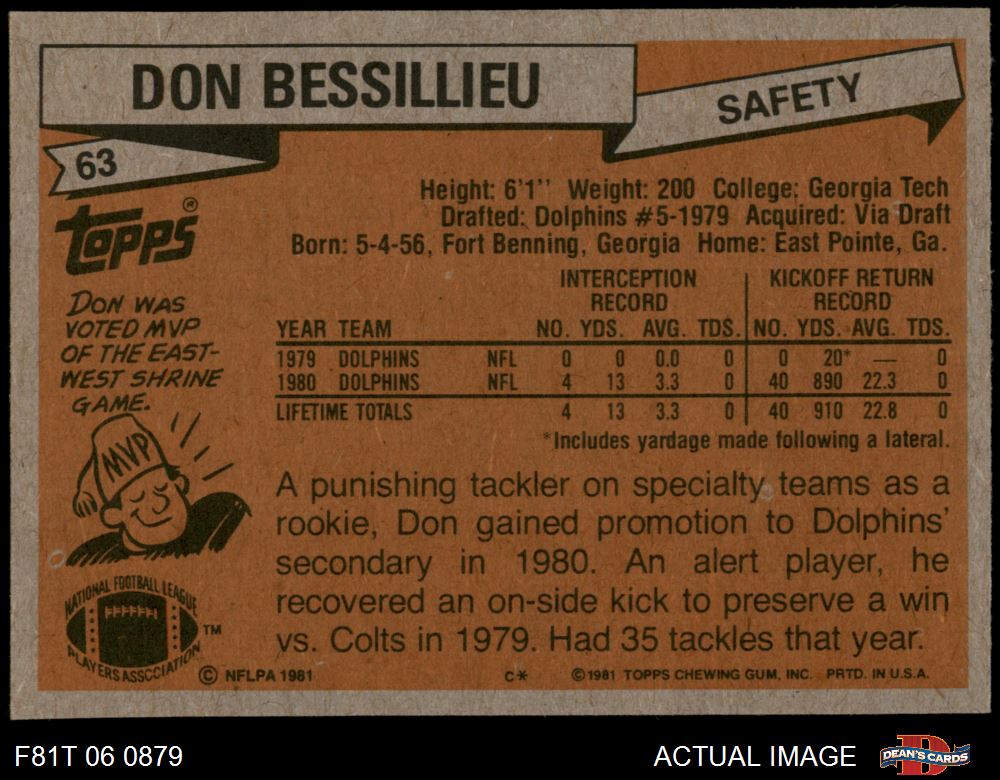 DON BESSILLIEU
SAFETY
63
Topps®
Height: 6'1'' Weight: 200 College: Georgia Tech
Drafted: Dolphins #5-1979 Acquired: Via Draft
Born: 5-4-56, Fort Benning, Georgia Home: East Pointe, Ga.
INTERCEPTION RECORD KICKOFF RETURN RECORD
YEAR TEAM NO. YDS. AVG. TDS. NO. YDS. AVG. TDS.
1979 DOLPHINS NFL 0 0 0.0 0 0 20* — 0
1980 DOLPHINS NFL 4 13 3.3 0 40 890 22.3 0
LIFETIME TOTALS 4 13 3.3 0 40 910 22.8 0
*Includes yardage made following a lateral.
DON WAS
VOTED MVP
OF THE EAST-
WEST SHRINE
GAME.
MVP
A punishing tackler on specialty teams as a
rookie, Don gained promotion to Dolphins'
secondary in 1980. An alert player, he
recovered an on-side kick to preserve a win
vs. Colts in 1979. Had 35 tackles that year.
NATIONAL FOOTBALL LEAGUE
PLAYERS ASSOCIATION
TM
© NFLPA 1981 C* ©1981 TOPPS CHEWING GUM, INC. PRTD. IN U.S.A.
F81T 06 0879 ACTUAL IMAGE
D
DEAN'S CARDS